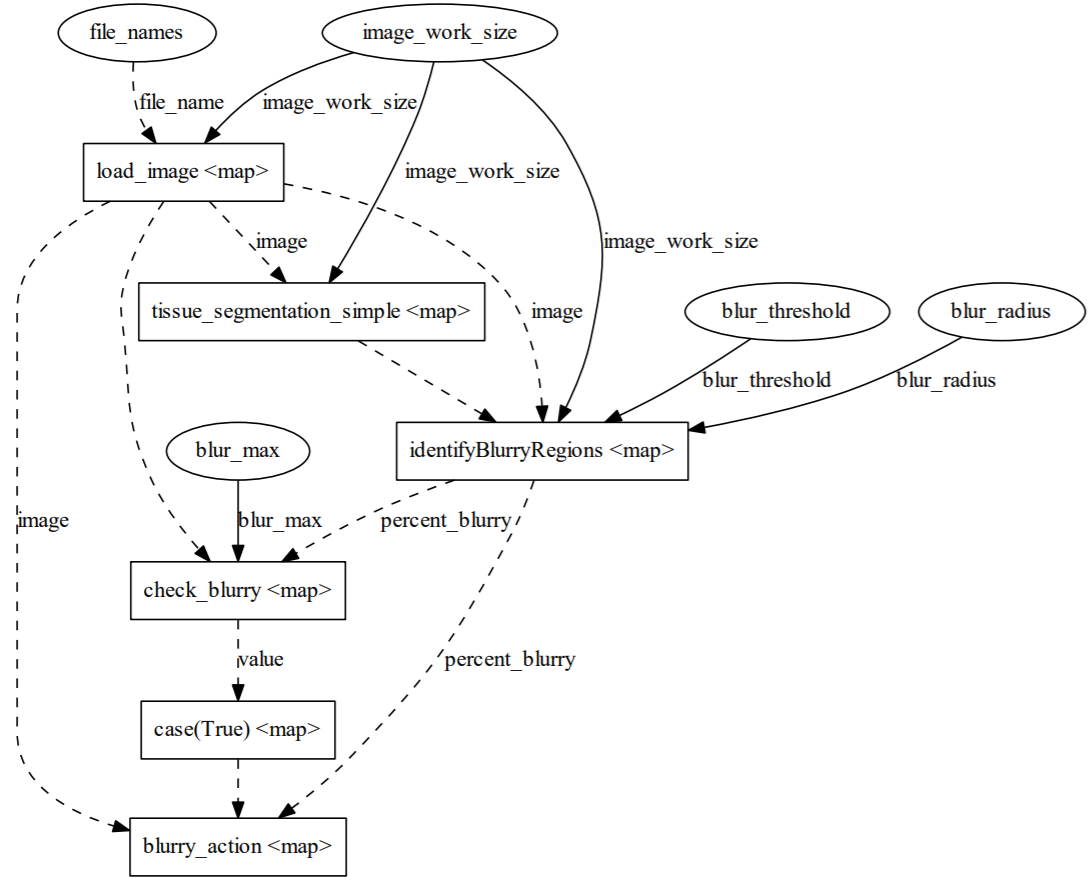 file_names
image_work_size
file_name
image_work_size
load_image <map>
image_work_size
image
image_work_size
tissue_segmentation_simple <map>
image
blur_threshold
blur_radius
blur_threshold
blur_radius
blur_max
identifyBlurryRegions <map>
image
blur_max
percent_blurry
check_blurry <map>
value
percent_blurry
case(True) <map>
blurry_action <map>